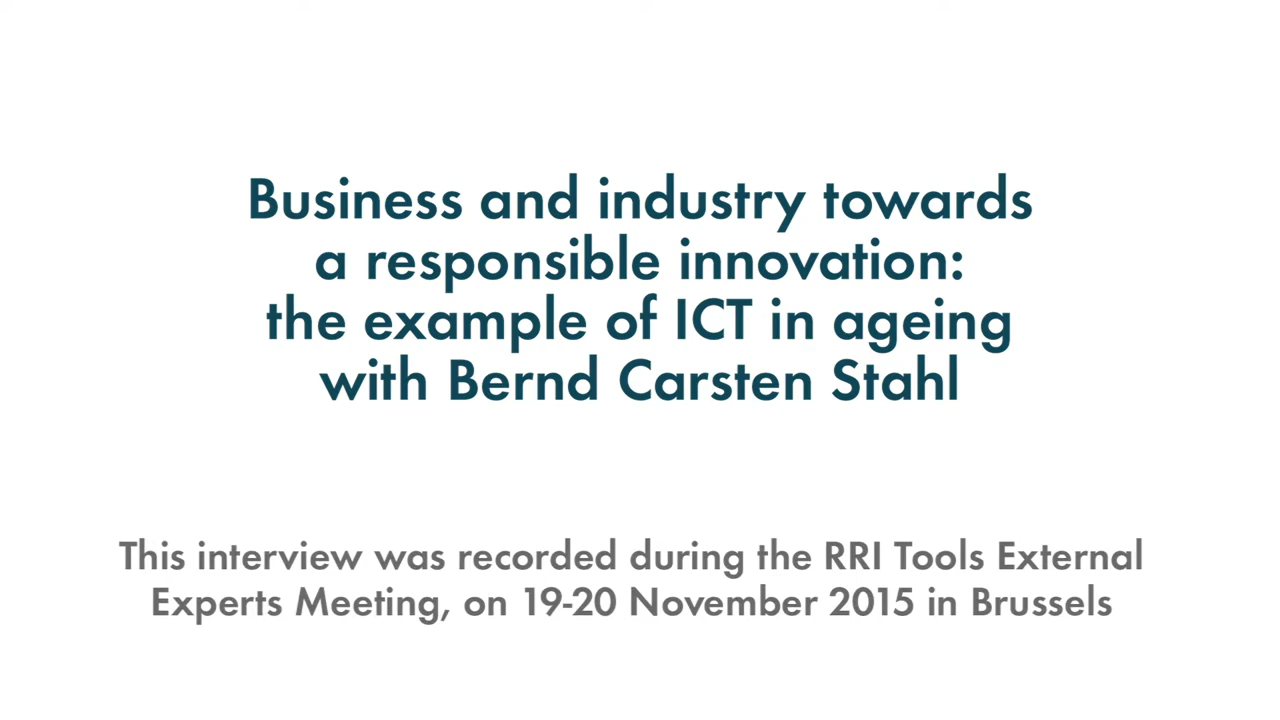 Business and industry towards
a responsible innovation:
the example of ICT in ageing
with Bernd Carsten Stahl
This interview was recorded during the RRI Tools External
Experts Meeting, on 19-20 November 2015 in Brussels